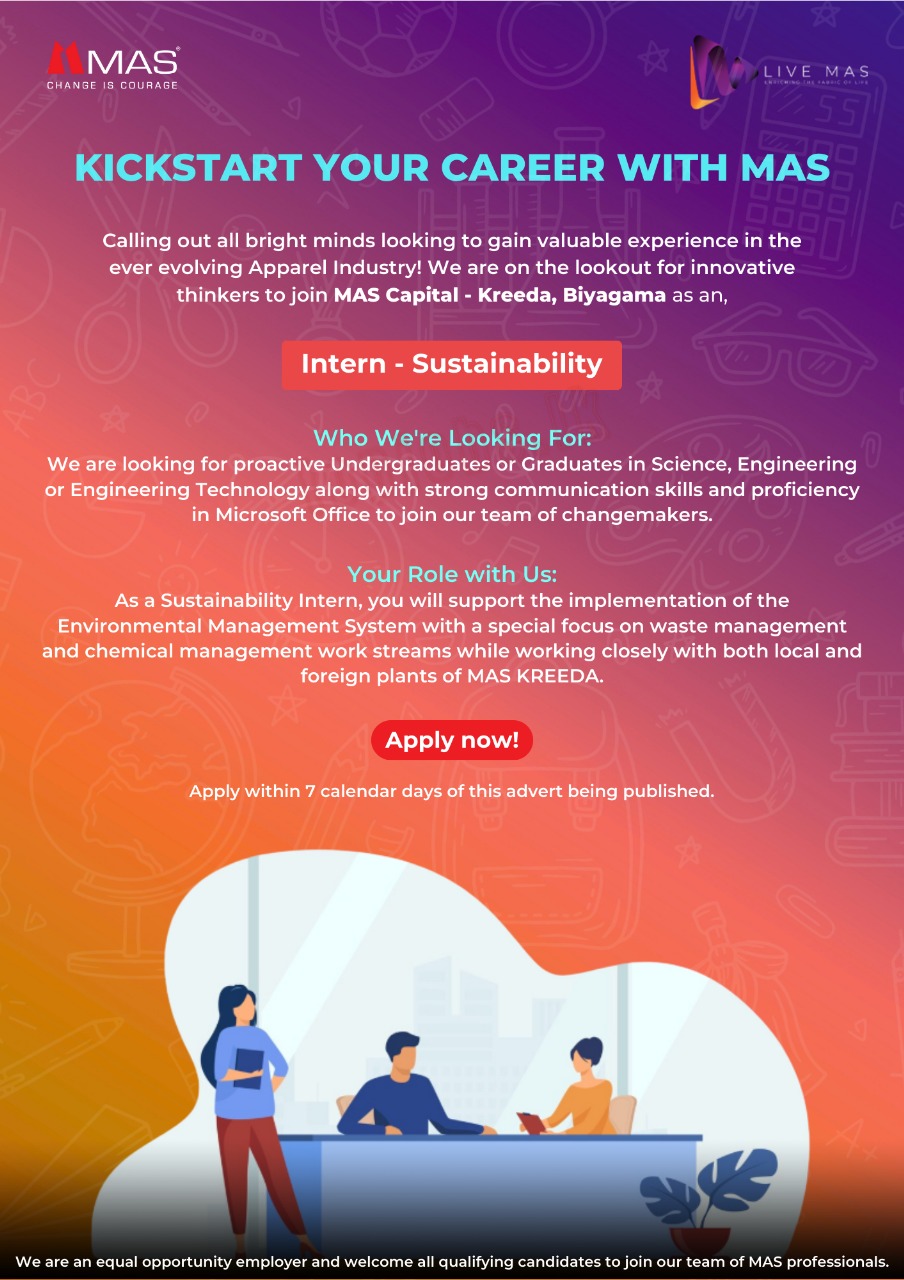 MAS
CHANGE IS COURAGE
LIVE MAS
ENRICHING THE FABRIC OF LIFE
KICKSTART YOUR CAREER WITH MAS
Calling out all bright minds looking to gain valuable experience in the
ever evolving Apparel Industry! We are on the lookout for innovative
thinkers to join MAS Capital - Kreeda, Biyagama as an,
Intern - Sustainability
Who We're Looking For:
We are looking for proactive Undergraduates or Graduates in Science, Engineering
or Engineering Technology along with strong communication skills and proficiency
in Microsoft Office to join our team of changemakers.
Your Role with Us:
As a Sustainability Intern, you will support the implementation of the
Environmental Management System with a special focus on waste management
and chemical management work streams while working closely with both local and
foreign plants of MAS KREEDA.
Apply now!
Apply within 7 calendar days of this advert being published.
ABC
A+
We are an equal opportunity employer and welcome all qualifying candidates to join our team of MAS professionals.